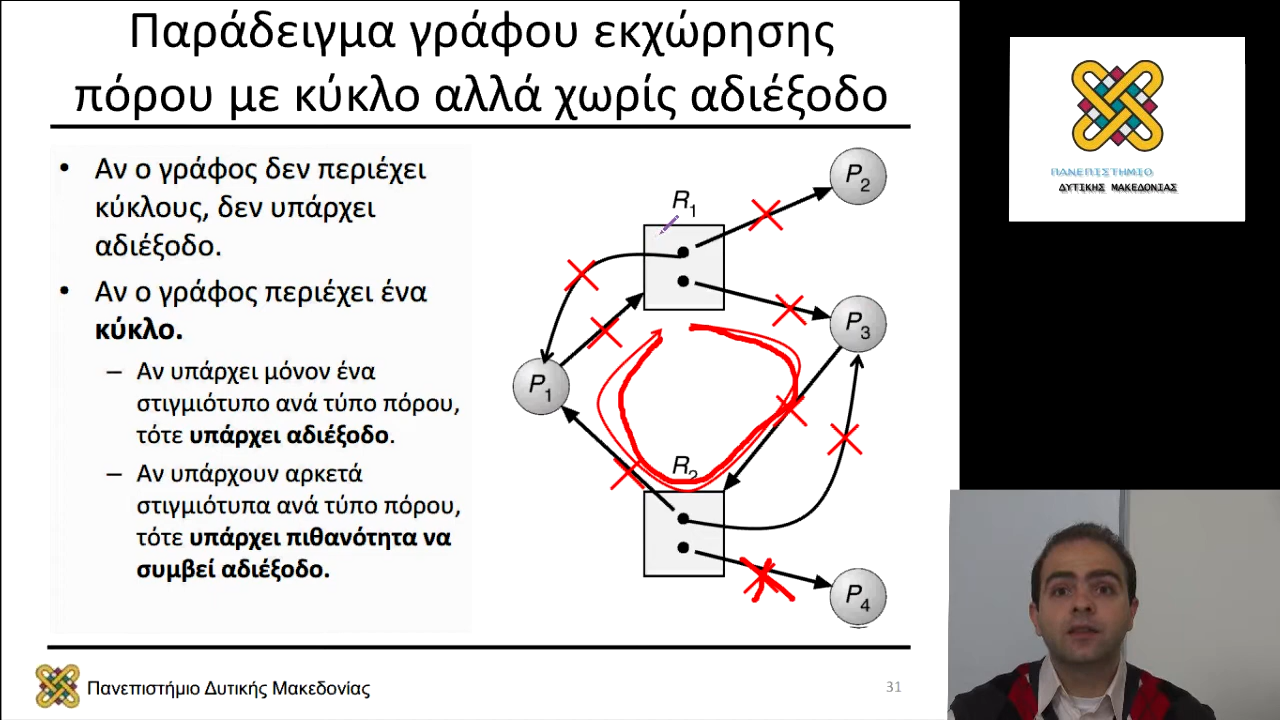 Παράδειγμα γράφου εκχώρησης
πόρου με κύκλο αλλά χωρίς αδιέξοδο
• Αν ο γράφος δεν περιέχει
κύκλους, δεν υπάρχει
αδιέξοδο.
• Αν ο γράφος περιέχει ένα
κύκλο.
– Αν υπάρχει μόνον ένα
στιγμιότυπο ανά τύπο πόρου,
τότε υπάρχει αδιέξοδο.
– Αν υπάρχουν αρκετά
στιγμιότυπα ανά τύπο πόρου,
τότε υπάρχει πιθανότητα να
συμβεί αδιέξοδο.
P2
R1
P3
P1
R2
P4
Πανεπιστήμιο Δυτικής Μακεδονίας
31
ΠΑΝΕΠΙΣΤΗΜΙΟ
ΔΥΤΙΚΗΣ ΜΑΚΕΔΟΝΙΑΣ